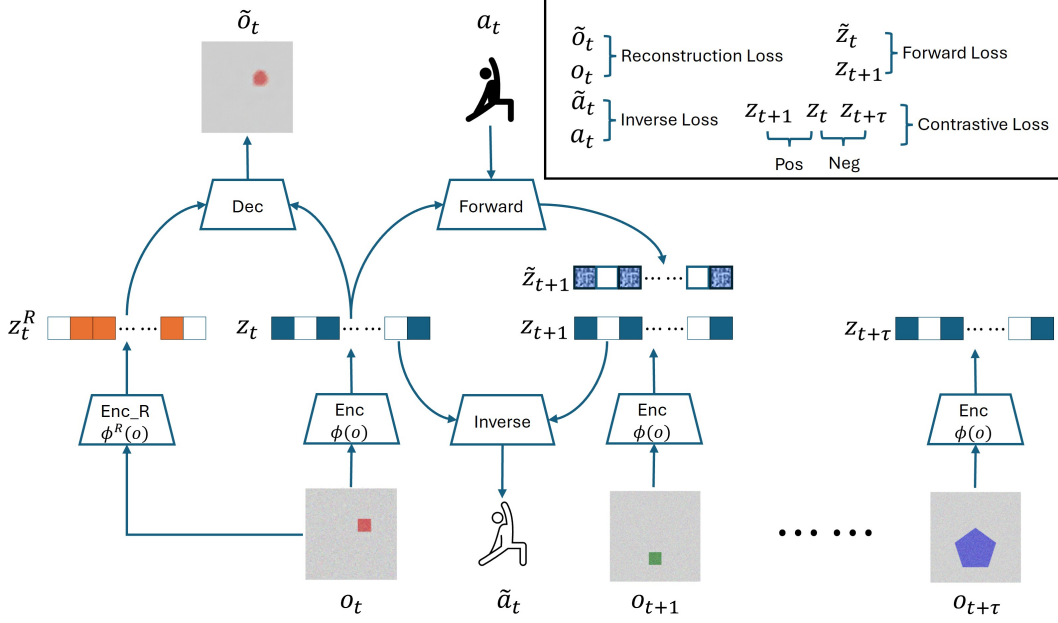 õ_t
a_t
õ_t
o_t
Reconstruction Loss
z̃_t
z_{t+1}
Forward Loss
ã_t
a_t
Inverse Loss
z_{t+1} z_t z_{t+τ}
Contrastive Loss
Pos Neg
Dec
Forward
z̃_{t+1}
z_t^R
......
z_t
......
z_{t+1}
......
z_{t+τ}
......
Enc_R
ϕ^R(o)
Enc
ϕ(o)
Inverse
Enc
ϕ(o)
Enc
ϕ(o)
......
o_t
ã_t
o_{t+1}
o_{t+τ}